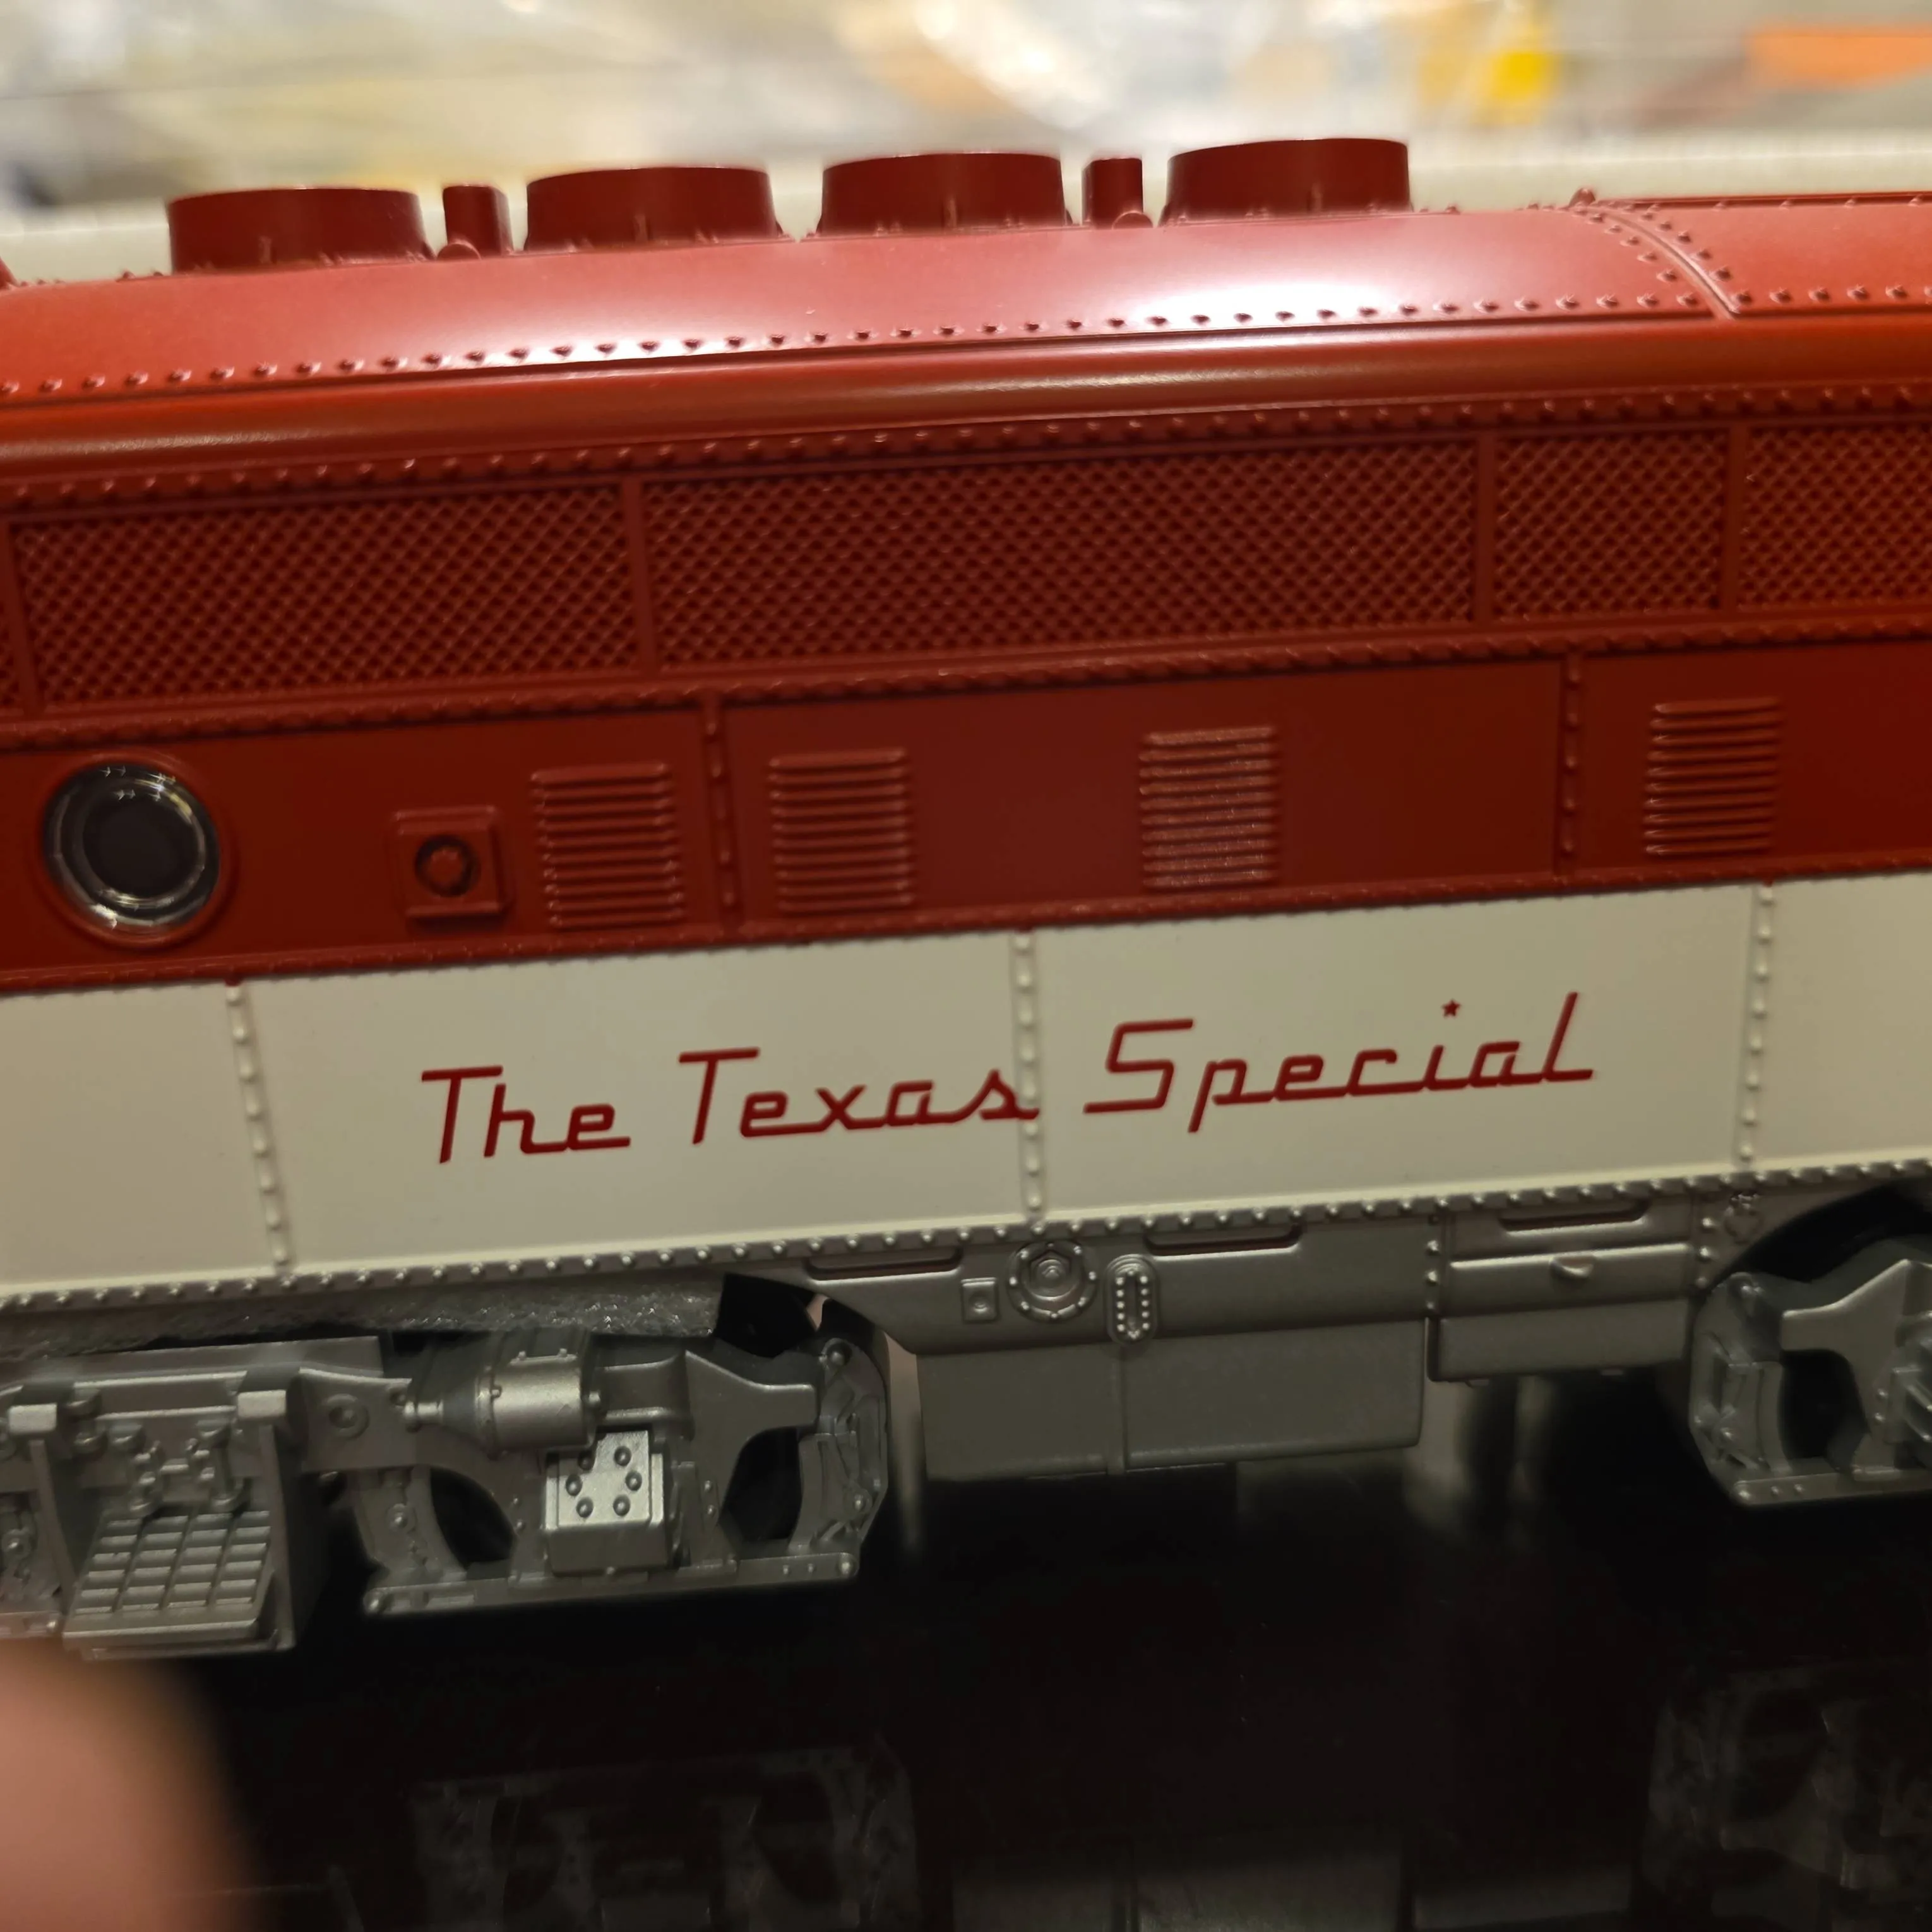 The Texas Special